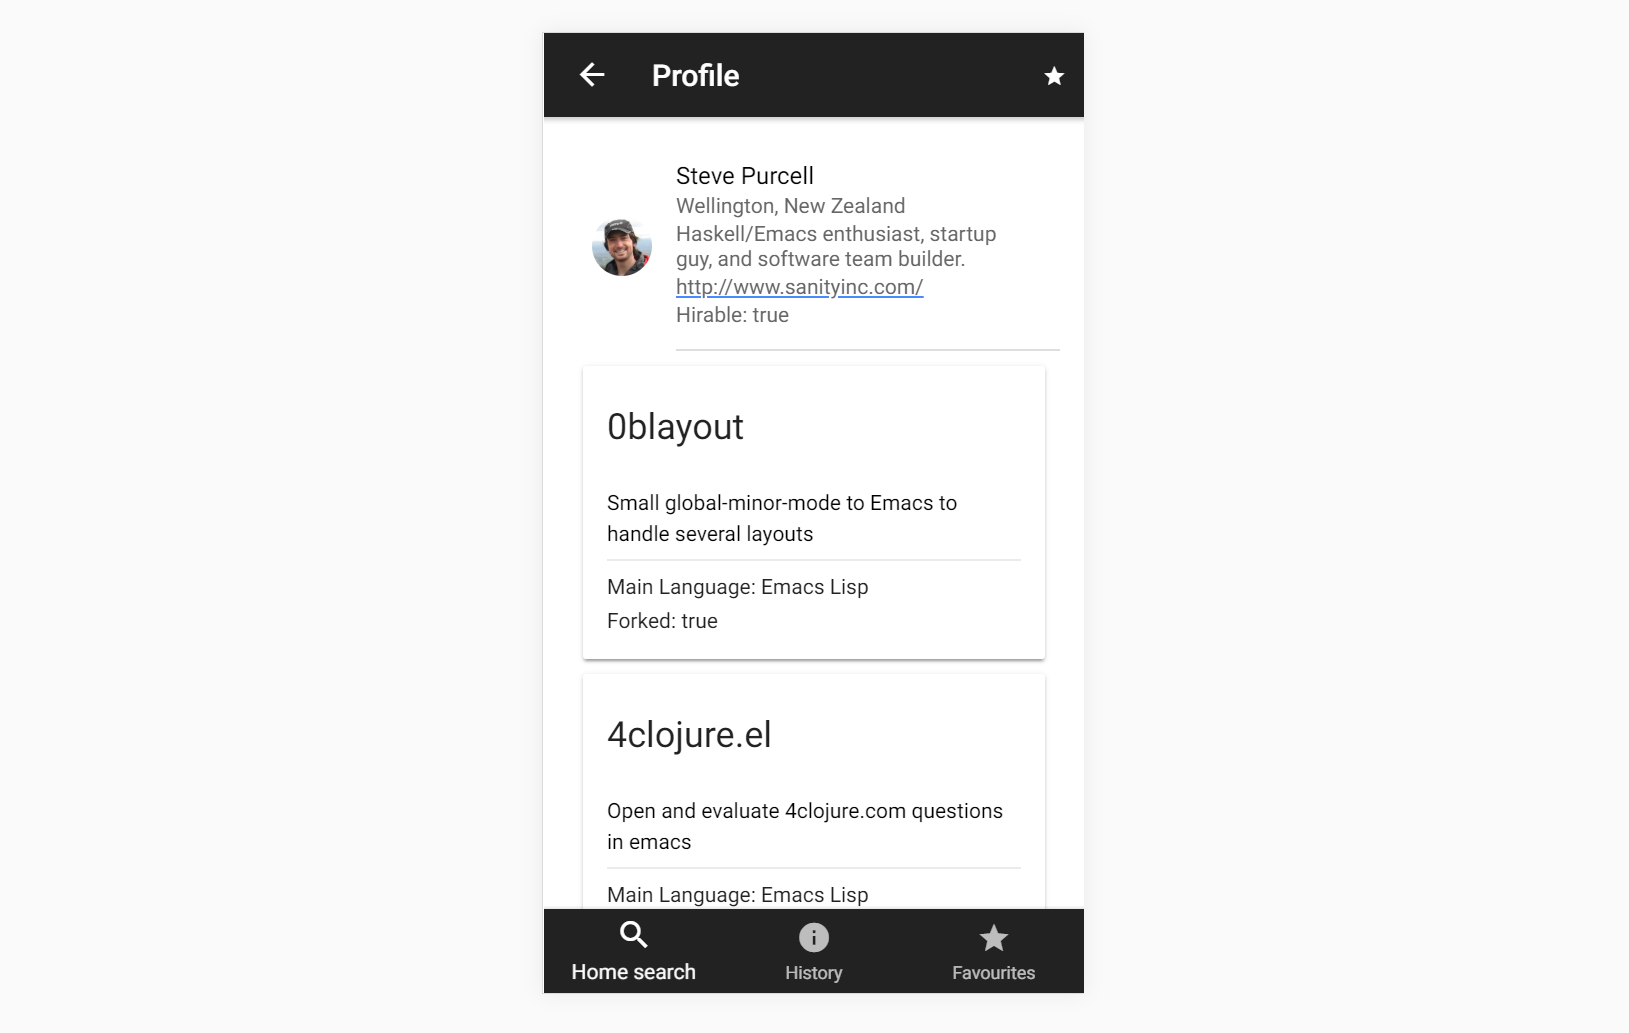 Profile
Steve Purcell
Wellington, New Zealand
Haskell/Emacs enthusiast, startup
guy, and software team builder.
http://www.sanityinc.com/
Hirable: true
0blayout
Small global-minor-mode to Emacs to
handle several layouts
Main Language: Emacs Lisp
Forked: true
4clojure.el
Open and evaluate 4clojure.com questions
in emacs
Main Language: Emacs Lisp
Home search
History
Favourites